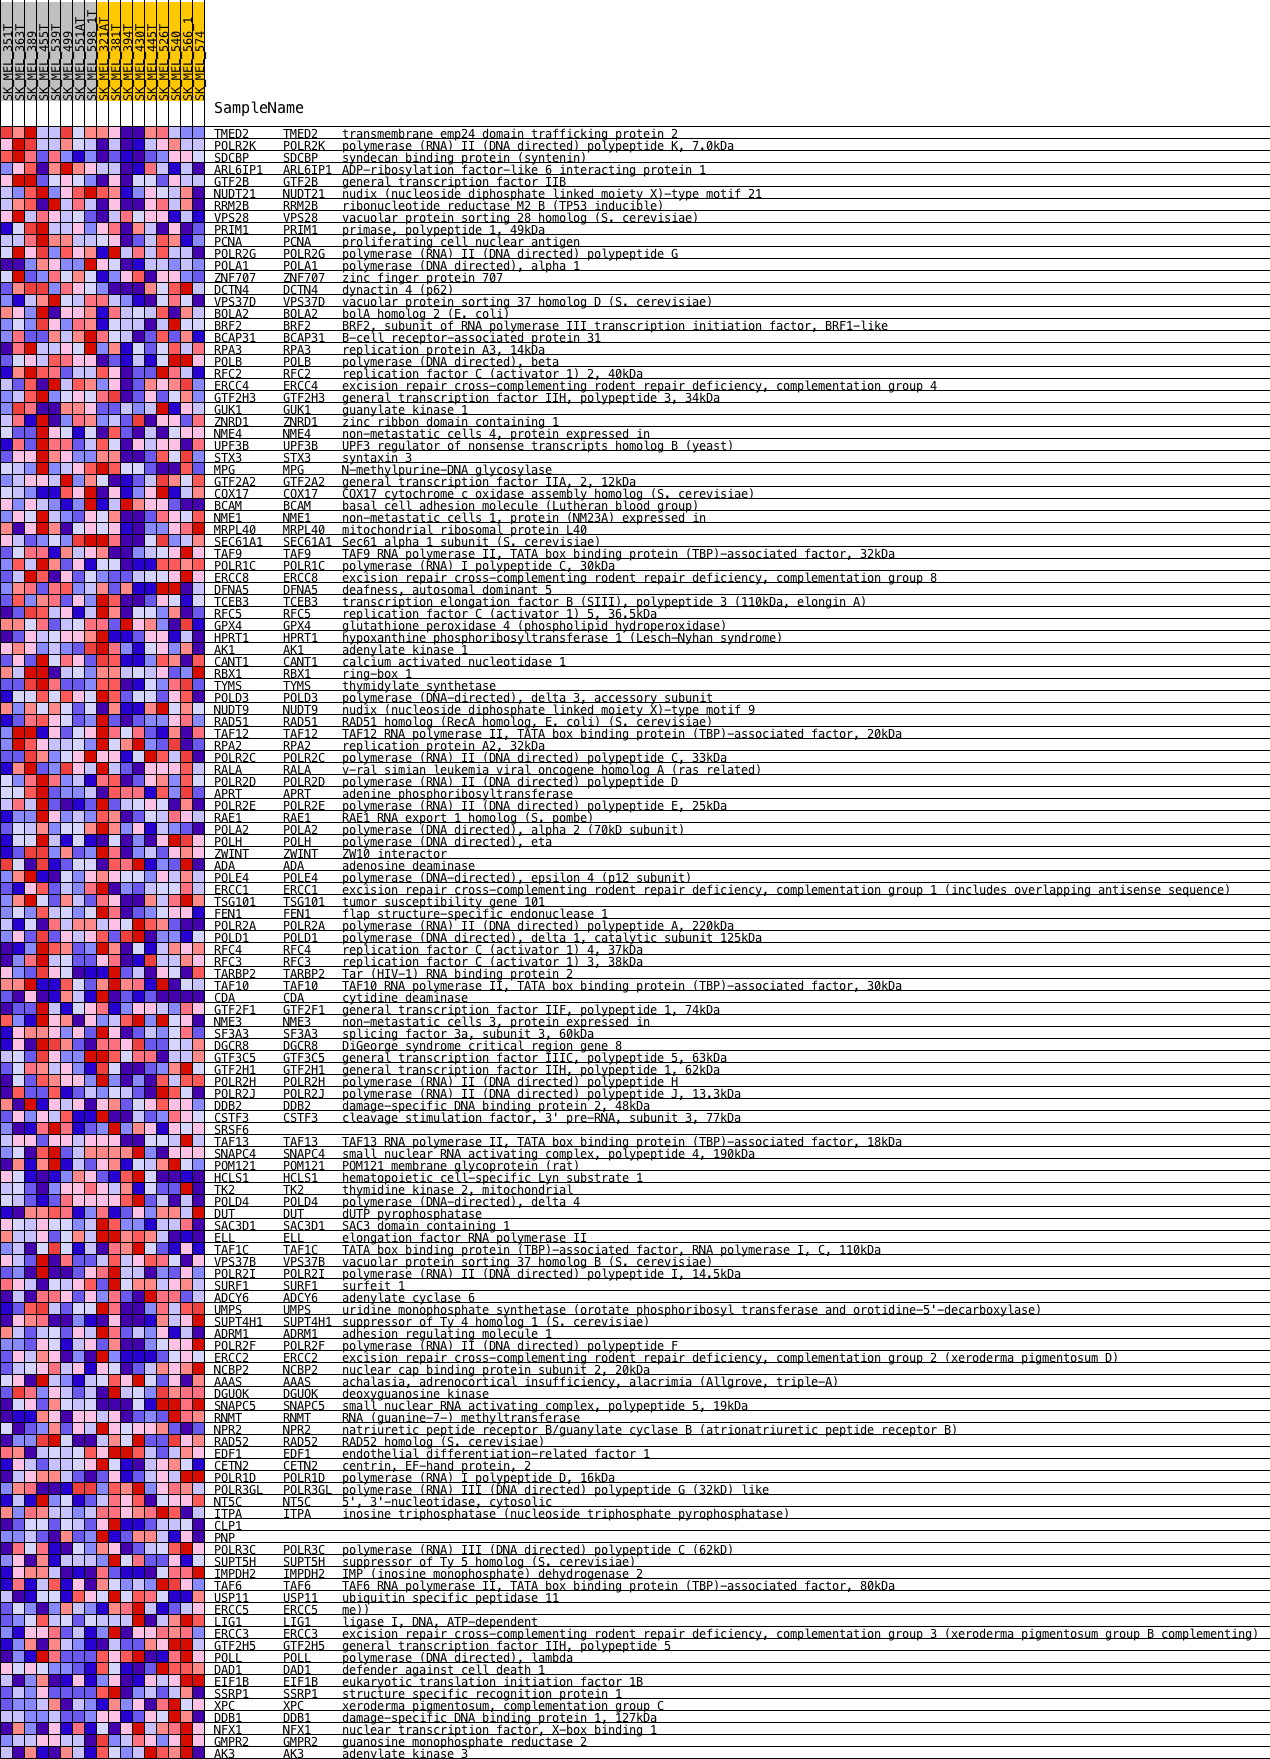 SK_MEL_351T
SK_MEL_363T
SK_MEL_389
SK_MEL_455T
SK_MEL_539T
SK_MEL_499
SK_MEL_551AT
SK_MEL_598_1T
SK_MEL_321AT
SK_MEL_381T
SK_MEL_394T
SK_MEL_430T
SK_MEL_445T
SK_MEL_526T
SK_MEL_540
SK_MEL_566_1
SK_MEL_574
SampleName
TMED2 TMED2 transmembrane emp24 domain trafficking protein 2
POLR2K POLR2K polymerase (RNA) II (DNA directed) polypeptide K, 7.0kDa
SDCBP SDCBP syndecan binding protein (syntenin)
ARL6IP1 ARL6IP1 ADP-ribosylation factor-like 6 interacting protein 1
GTF2B GTF2B general transcription factor IIB
NUDT21 NUDT21 nudix (nucleoside diphosphate linked moiety X)-type motif 21
RRM2B RRM2B ribonucleotide reductase M2 B (TP53 inducible)
VPS28 VPS28 vacuolar protein sorting 28 homolog (S. cerevisiae)
PRIM1 PRIM1 primase, polypeptide 1, 49kDa
PCNA PCNA proliferating cell nuclear antigen
POLR2G POLR2G polymerase (RNA) II (DNA directed) polypeptide G
POLA1 POLA1 polymerase (DNA directed), alpha 1
ZNF707 ZNF707 zinc finger protein 707
DCTN4 DCTN4 dynactin 4 (p62)
VPS37D VPS37D vacuolar protein sorting 37 homolog D (S. cerevisiae)
BOLA2 BOLA2 bolA homolog 2 (E. coli)
BRF2 BRF2 BRF2, subunit of RNA polymerase III transcription initiation factor, BRF1-like
BCAP31 BCAP31 B-cell receptor-associated protein 31
RPA3 RPA3 replication protein A3, 14kDa
POLB POLB polymerase (DNA directed), beta
RFC2 RFC2 replication factor C (activator 1) 2, 40kDa
ERCC4 ERCC4 excision repair cross-complementing rodent repair deficiency, complementation group 4
GTF2H3 GTF2H3 general transcription factor IIH, polypeptide 3, 34kDa
GUK1 GUK1 guanylate kinase 1
ZNRD1 ZNRD1 zinc ribbon domain containing 1
NME4 NME4 non-metastatic cells 4, protein expressed in
UPF3B UPF3B UPF3 regulator of nonsense transcripts homolog B (yeast)
STX3 STX3 syntaxin 3
MPG MPG N-methylpurine-DNA glycosylase
GTF2A2 GTF2A2 general transcription factor IIA, 2, 12kDa
COX17 COX17 COX17 cytochrome c oxidase assembly homolog (S. cerevisiae)
BCAM BCAM basal cell adhesion molecule (Lutheran blood group)
NME1 NME1 non-metastatic cells 1, protein (NM23A) expressed in
MRPL40 MRPL40 mitochondrial ribosomal protein L40
SEC61A1 SEC61A1 Sec61 alpha 1 subunit (S. cerevisiae)
TAF9 TAF9 TAF9 RNA polymerase II, TATA box binding protein (TBP)-associated factor, 32kDa
POLR1C POLR1C polymerase (RNA) I polypeptide C, 30kDa
ERCC8 ERCC8 excision repair cross-complementing rodent repair deficiency, complementation group 8
DFNA5 DFNA5 deafness, autosomal dominant 5
TCEB3 TCEB3 transcription elongation factor B (SIII), polypeptide 3 (110kDa, elongin A)
RFC5 RFC5 replication factor C (activator 1) 5, 36.5kDa
GPX4 GPX4 glutathione peroxidase 4 (phospholipid hydroperoxidase)
HPRT1 HPRT1 hypoxanthine phosphoribosyltransferase 1 (Lesch-Nyhan syndrome)
AK1 AK1 adenylate kinase 1
CANT1 CANT1 calcium activated nucleotidase 1
RBX1 RBX1 ring-box 1
TYMS TYMS thymidylate synthetase
POLD3 POLD3 polymerase (DNA-directed), delta 3, accessory subunit
NUDT9 NUDT9 nudix (nucleoside diphosphate linked moiety X)-type motif 9
RAD51 RAD51 RAD51 homolog (RecA homolog, E. coli) (S. cerevisiae)
TAF12 TAF12 TAF12 RNA polymerase II, TATA box binding protein (TBP)-associated factor, 20kDa
RPA2 RPA2 replication protein A2, 32kDa
POLR2C POLR2C polymerase (RNA) II (DNA directed) polypeptide C, 33kDa
RALA RALA v-ral simian leukemia viral oncogene homolog A (ras related)
POLR2D POLR2D polymerase (RNA) II (DNA directed) polypeptide D
APRT APRT adenine phosphoribosyltransferase
POLR2E POLR2E polymerase (RNA) II (DNA directed) polypeptide E, 25kDa
RAE1 RAE1 RAE1 RNA export 1 homolog (S. pombe)
POLA2 POLA2 polymerase (DNA directed), alpha 2 (70kD subunit)
POLH POLH polymerase (DNA directed), eta
ZWINT ZWINT ZW10 interactor
ADA ADA adenosine deaminase
POLE4 POLE4 polymerase (DNA-directed), epsilon 4 (p12 subunit)
ERCC1 ERCC1 excision repair cross-complementing rodent repair deficiency, complementation group 1 (includes overlapping antisense sequence)
TSG101 TSG101 tumor susceptibility gene 101
FEN1 FEN1 flap structure-specific endonuclease 1
POLR2A POLR2A polymerase (RNA) II (DNA directed) polypeptide A, 220kDa
POLD1 POLD1 polymerase (DNA directed), delta 1, catalytic subunit 125kDa
RFC4 RFC4 replication factor C (activator 1) 4, 37kDa
RFC3 RFC3 replication factor C (activator 1) 3, 38kDa
TARBP2 TARBP2 Tar (HIV-1) RNA binding protein 2
TAF10 TAF10 TAF10 RNA polymerase II, TATA box binding protein (TBP)-associated factor, 30kDa
CDA CDA cytidine deaminase
GTF2F1 GTF2F1 general transcription factor IIF, polypeptide 1, 74kDa
NME3 NME3 non-metastatic cells 3, protein expressed in
SF3A3 SF3A3 splicing factor 3a, subunit 3, 60kDa
DGCR8 DGCR8 DiGeorge syndrome critical region gene 8
GTF3C5 GTF3C5 general transcription factor IIIC, polypeptide 5, 63kDa
GTF2H1 GTF2H1 general transcription factor IIH, polypeptide 1, 62kDa
POLR2H POLR2H polymerase (RNA) II (DNA directed) polypeptide H
POLR2J POLR2J polymerase (RNA) II (DNA directed) polypeptide J, 13.3kDa
DDB2 DDB2 damage-specific DNA binding protein 2, 48kDa
CSTF3 CSTF3 cleavage stimulation factor, 3' pre-RNA, subunit 3, 77kDa
SRSF6
TAF13 TAF13 TAF13 RNA polymerase II, TATA box binding protein (TBP)-associated factor, 18kDa
SNAPC4 SNAPC4 small nuclear RNA activating complex, polypeptide 4, 190kDa
POM121 POM121 POM121 membrane glycoprotein (rat)
HCLS1 HCLS1 hematopoietic cell-specific Lyn substrate 1
TK2 TK2 thymidine kinase 2, mitochondrial
POLD4 POLD4 polymerase (DNA-directed), delta 4
DUT DUT dUTP pyrophosphatase
SAC3D1 SAC3D1 SAC3 domain containing 1
ELL ELL elongation factor RNA polymerase II
TAF1C TAF1C TATA box binding protein (TBP)-associated factor, RNA polymerase I, C, 110kDa
VPS37B VPS37B vacuolar protein sorting 37 homolog B (S. cerevisiae)
POLR2I POLR2I polymerase (RNA) II (DNA directed) polypeptide I, 14.5kDa
SURF1 SURF1 surfeit 1
ADCY6 ADCY6 adenylate cyclase 6
UMPS UMPS uridine monophosphate synthetase (orotate phosphoribosyl transferase and orotidine-5'-decarboxylase)
SUPT4H1 SUPT4H1 suppressor of Ty 4 homolog 1 (S. cerevisiae)
ADRM1 ADRM1 adhesion regulating molecule 1
POLR2F POLR2F polymerase (RNA) II (DNA directed) polypeptide F
ERCC2 ERCC2 excision repair cross-complementing rodent repair deficiency, complementation group 2 (xeroderma pigmentosum D)
NCBP2 NCBP2 nuclear cap binding protein subunit 2, 20kDa
AAAS AAAS achalasia, adrenocortical insufficiency, alacrimia (Allgrove, triple-A)
DGUOK DGUOK deoxyguanosine kinase
SNAPC5 SNAPC5 small nuclear RNA activating complex, polypeptide 5, 19kDa
RNMT RNMT RNA (guanine-7-) methyltransferase
NPR2 NPR2 natriuretic peptide receptor B/guanylate cyclase B (atrionatriuretic peptide receptor B)
RAD52 RAD52 RAD52 homolog (S. cerevisiae)
EDF1 EDF1 endothelial differentiation-related factor 1
CETN2 CETN2 centrin, EF-hand protein, 2
POLR1D POLR1D polymerase (RNA) I polypeptide D, 16kDa
POLR3GL POLR3GL polymerase (RNA) III (DNA directed) polypeptide G (32kD) like
NT5C NT5C 5', 3'-nucleotidase, cytosolic
ITPA ITPA inosine triphosphatase (nucleoside triphosphate pyrophosphatase)
CLP1
PNP
POLR3C POLR3C polymerase (RNA) III (DNA directed) polypeptide C (62kD)
SUPT5H SUPT5H suppressor of Ty 5 homolog (S. cerevisiae)
IMPDH2 IMPDH2 IMP (inosine monophosphate) dehydrogenase 2
TAF6 TAF6 TAF6 RNA polymerase II, TATA box binding protein (TBP)-associated factor, 80kDa
USP11 USP11 ubiquitin specific peptidase 11
ERCC5 ERCC5 me))
LIG1 LIG1 ligase I, DNA, ATP-dependent
ERCC3 ERCC3 excision repair cross-complementing rodent repair deficiency, complementation group 3 (xeroderma pigmentosum group B complementing)
GTF2H5 GTF2H5 general transcription factor IIH, polypeptide 5
POLL POLL polymerase (DNA directed), lambda
DAD1 DAD1 defender against cell death 1
EIF1B EIF1B eukaryotic translation initiation factor 1B
SSRP1 SSRP1 structure specific recognition protein 1
XPC XPC xeroderma pigmentosum, complementation group C
DDB1 DDB1 damage-specific DNA binding protein 1, 127kDa
NFX1 NFX1 nuclear transcription factor, X-box binding 1
GMPR2 GMPR2 guanosine monophosphate reductase 2
AK3 AK3 adenylate kinase 3